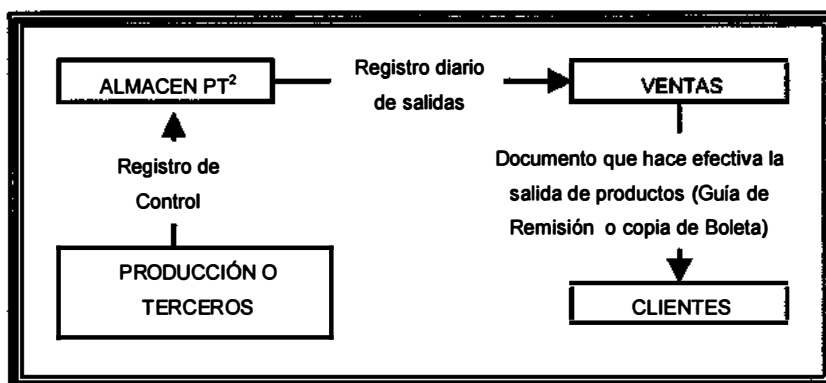 ALMACEN PT²
Registro diario
de salidas
VENTAS
Registro de
Control
Documento que hace efectiva la
salida de productos (Guía de
Remisión o copia de Boleta)
PRODUCCIÓN O
TERCEROS
CLIENTES